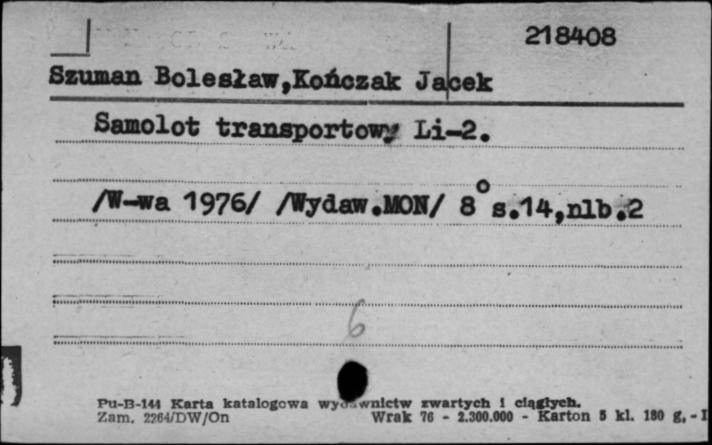 218408
Szuman Bolesław,Kończak Jacek
Samolot transportowy Li-2.
/W-wa 1976/ /Wydaw.MON/ 8° s.14,nlb.2
6
Pu-B-144 Karta katalogowa wydawnictw zwartych i ciągłych.
Zam. 2264/DW/On Wrak 76 - 2.300.000 - Karton 5 kl. 180 g. - I